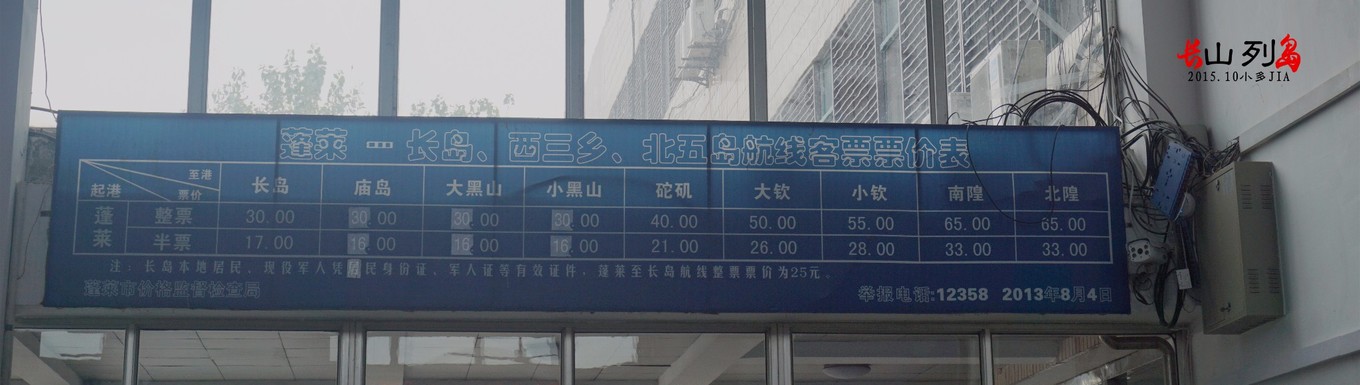 长山列岛
2015.10小多JIA
蓬莱---长岛、西三乡、北五岛航线客票票价表
至港
票价
起港
长岛 庙岛 大黑山 小黑山 砣矶 大钦 小钦 南隍 北隍
蓬莱
整票 30.00 30.00 30.00 30.00 40.00 50.00 55.00 65.00 65.00
半票 17.00 16.00 16.00 16.00 21.00 26.00 28.00 33.00 33.00
注：长岛本地居民、现役军人凭居民身份证、军人证等有效证件，蓬莱至长岛航线整票票价为25元。
蓬莱市价格监督检查局 举报电话:12358 2013年8月4日